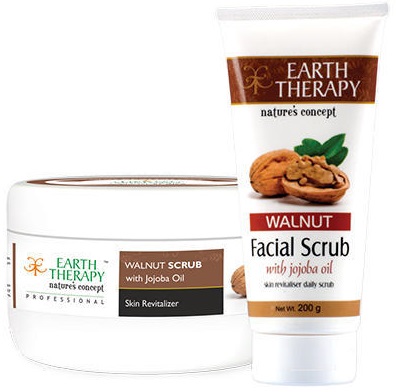 EARTH
THERAPY
nature's concept
WALNUT
Facial Scrub
with jojoba oil
skin revitaliser daily scrub
Net Wt. 200 g
EARTH
THERAPY™
nature's concept
PROFESSIONAL
WALNUT SCRUB
with Jojoba Oil
Skin Revitalizer